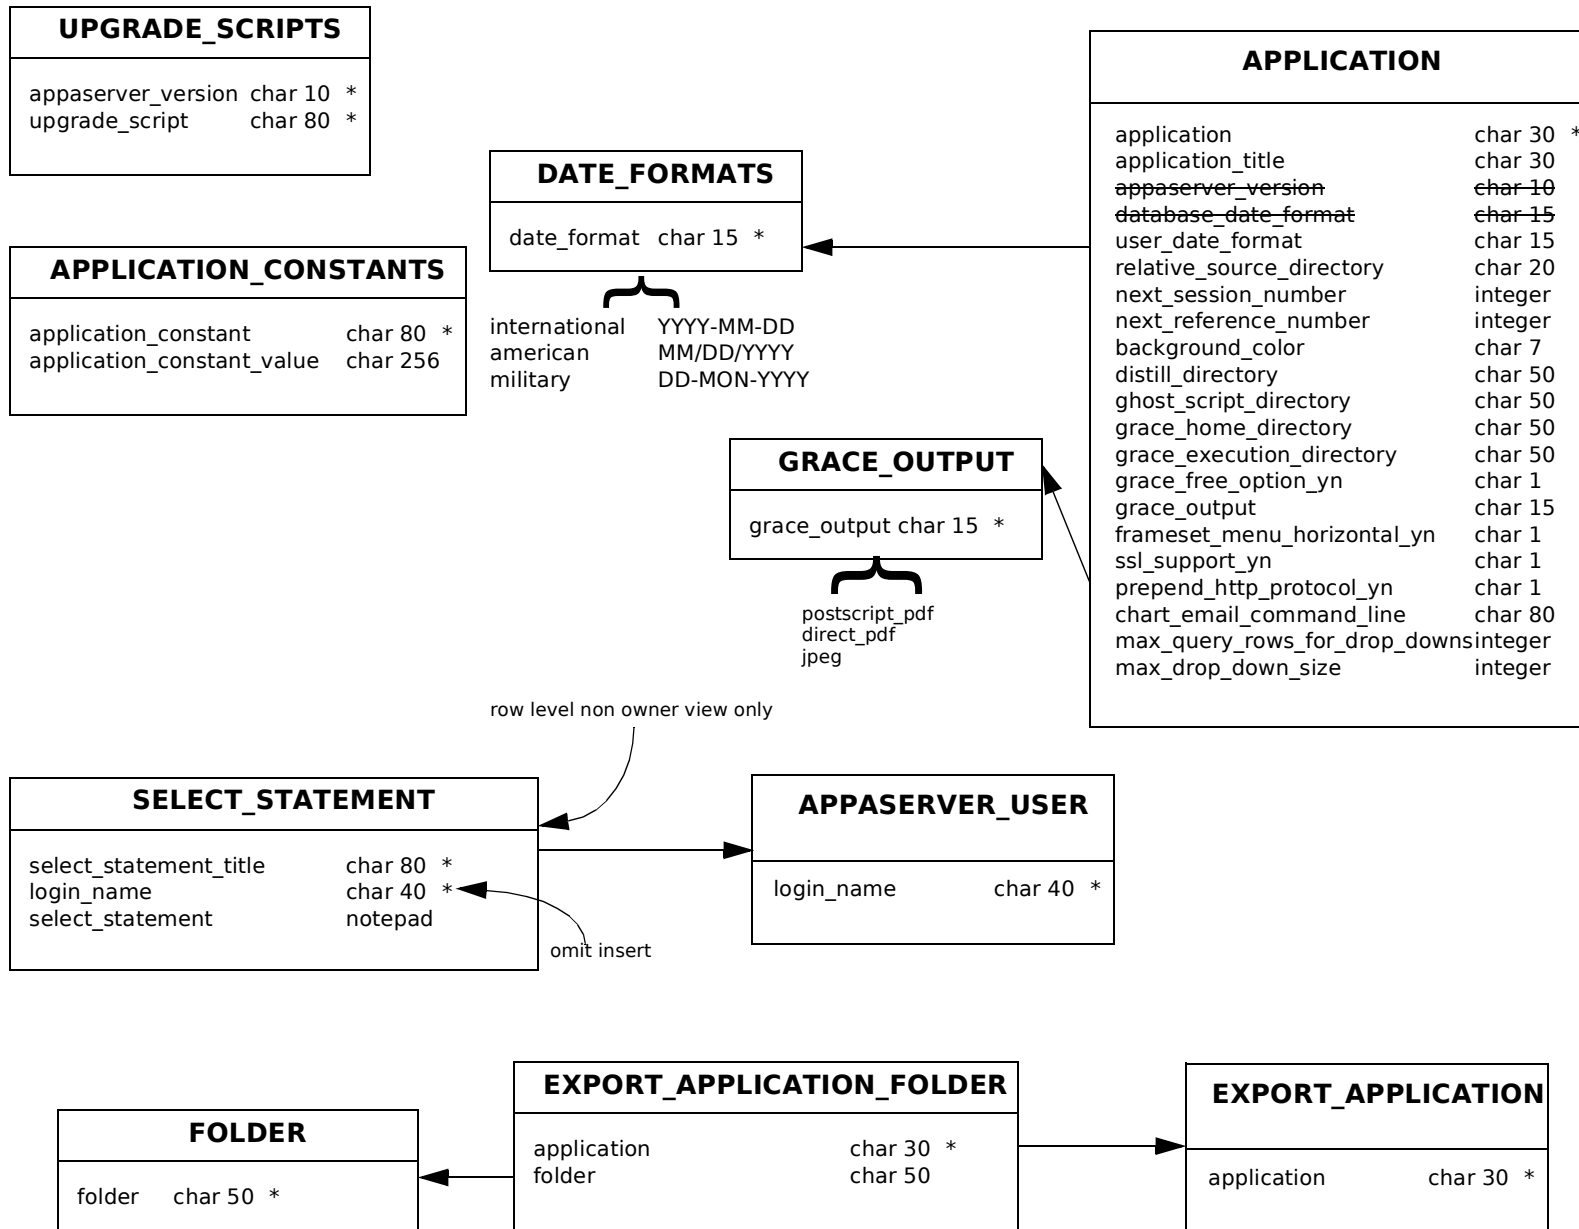 UPGRADE_SCRIPTS
appaserver_version char 10 *
upgrade_script char 80 *
APPLICATION
application char 30 *
application_title char 30
appaserver_version char 10
database_date_format char 15
user_date_format char 15
relative_source_directory char 20
next_session_number integer
next_reference_number integer
background_color char 7
distill_directory char 50
ghost_script_directory char 50
grace_home_directory char 50
grace_execution_directory char 50
grace_free_option_yn char 1
grace_output char 15
frameset_menu_horizontal_yn char 1
ssl_support_yn char 1
prepend_http_protocol_yn char 1
chart_email_command_line char 80
max_query_rows_for_drop_downs integer
max_drop_down_size integer
DATE_FORMATS
date_format char 15 *
international YYYY-MM-DD
american MM/DD/YYYY
military DD-MON-YYYY
APPLICATION_CONSTANTS
application_constant char 80 *
application_constant_value char 256
GRACE_OUTPUT
grace_output char 15 *
postscript_pdf
direct_pdf
jpeg
row level non owner view only
SELECT_STATEMENT
select_statement_title char 80 *
login_name char 40 *
select_statement notepad
omit insert
APPASERVER_USER
login_name char 40 *
FOLDER
folder char 50 *
EXPORT_APPLICATION_FOLDER
application char 30 *
folder char 50
EXPORT_APPLICATION
application char 30 *